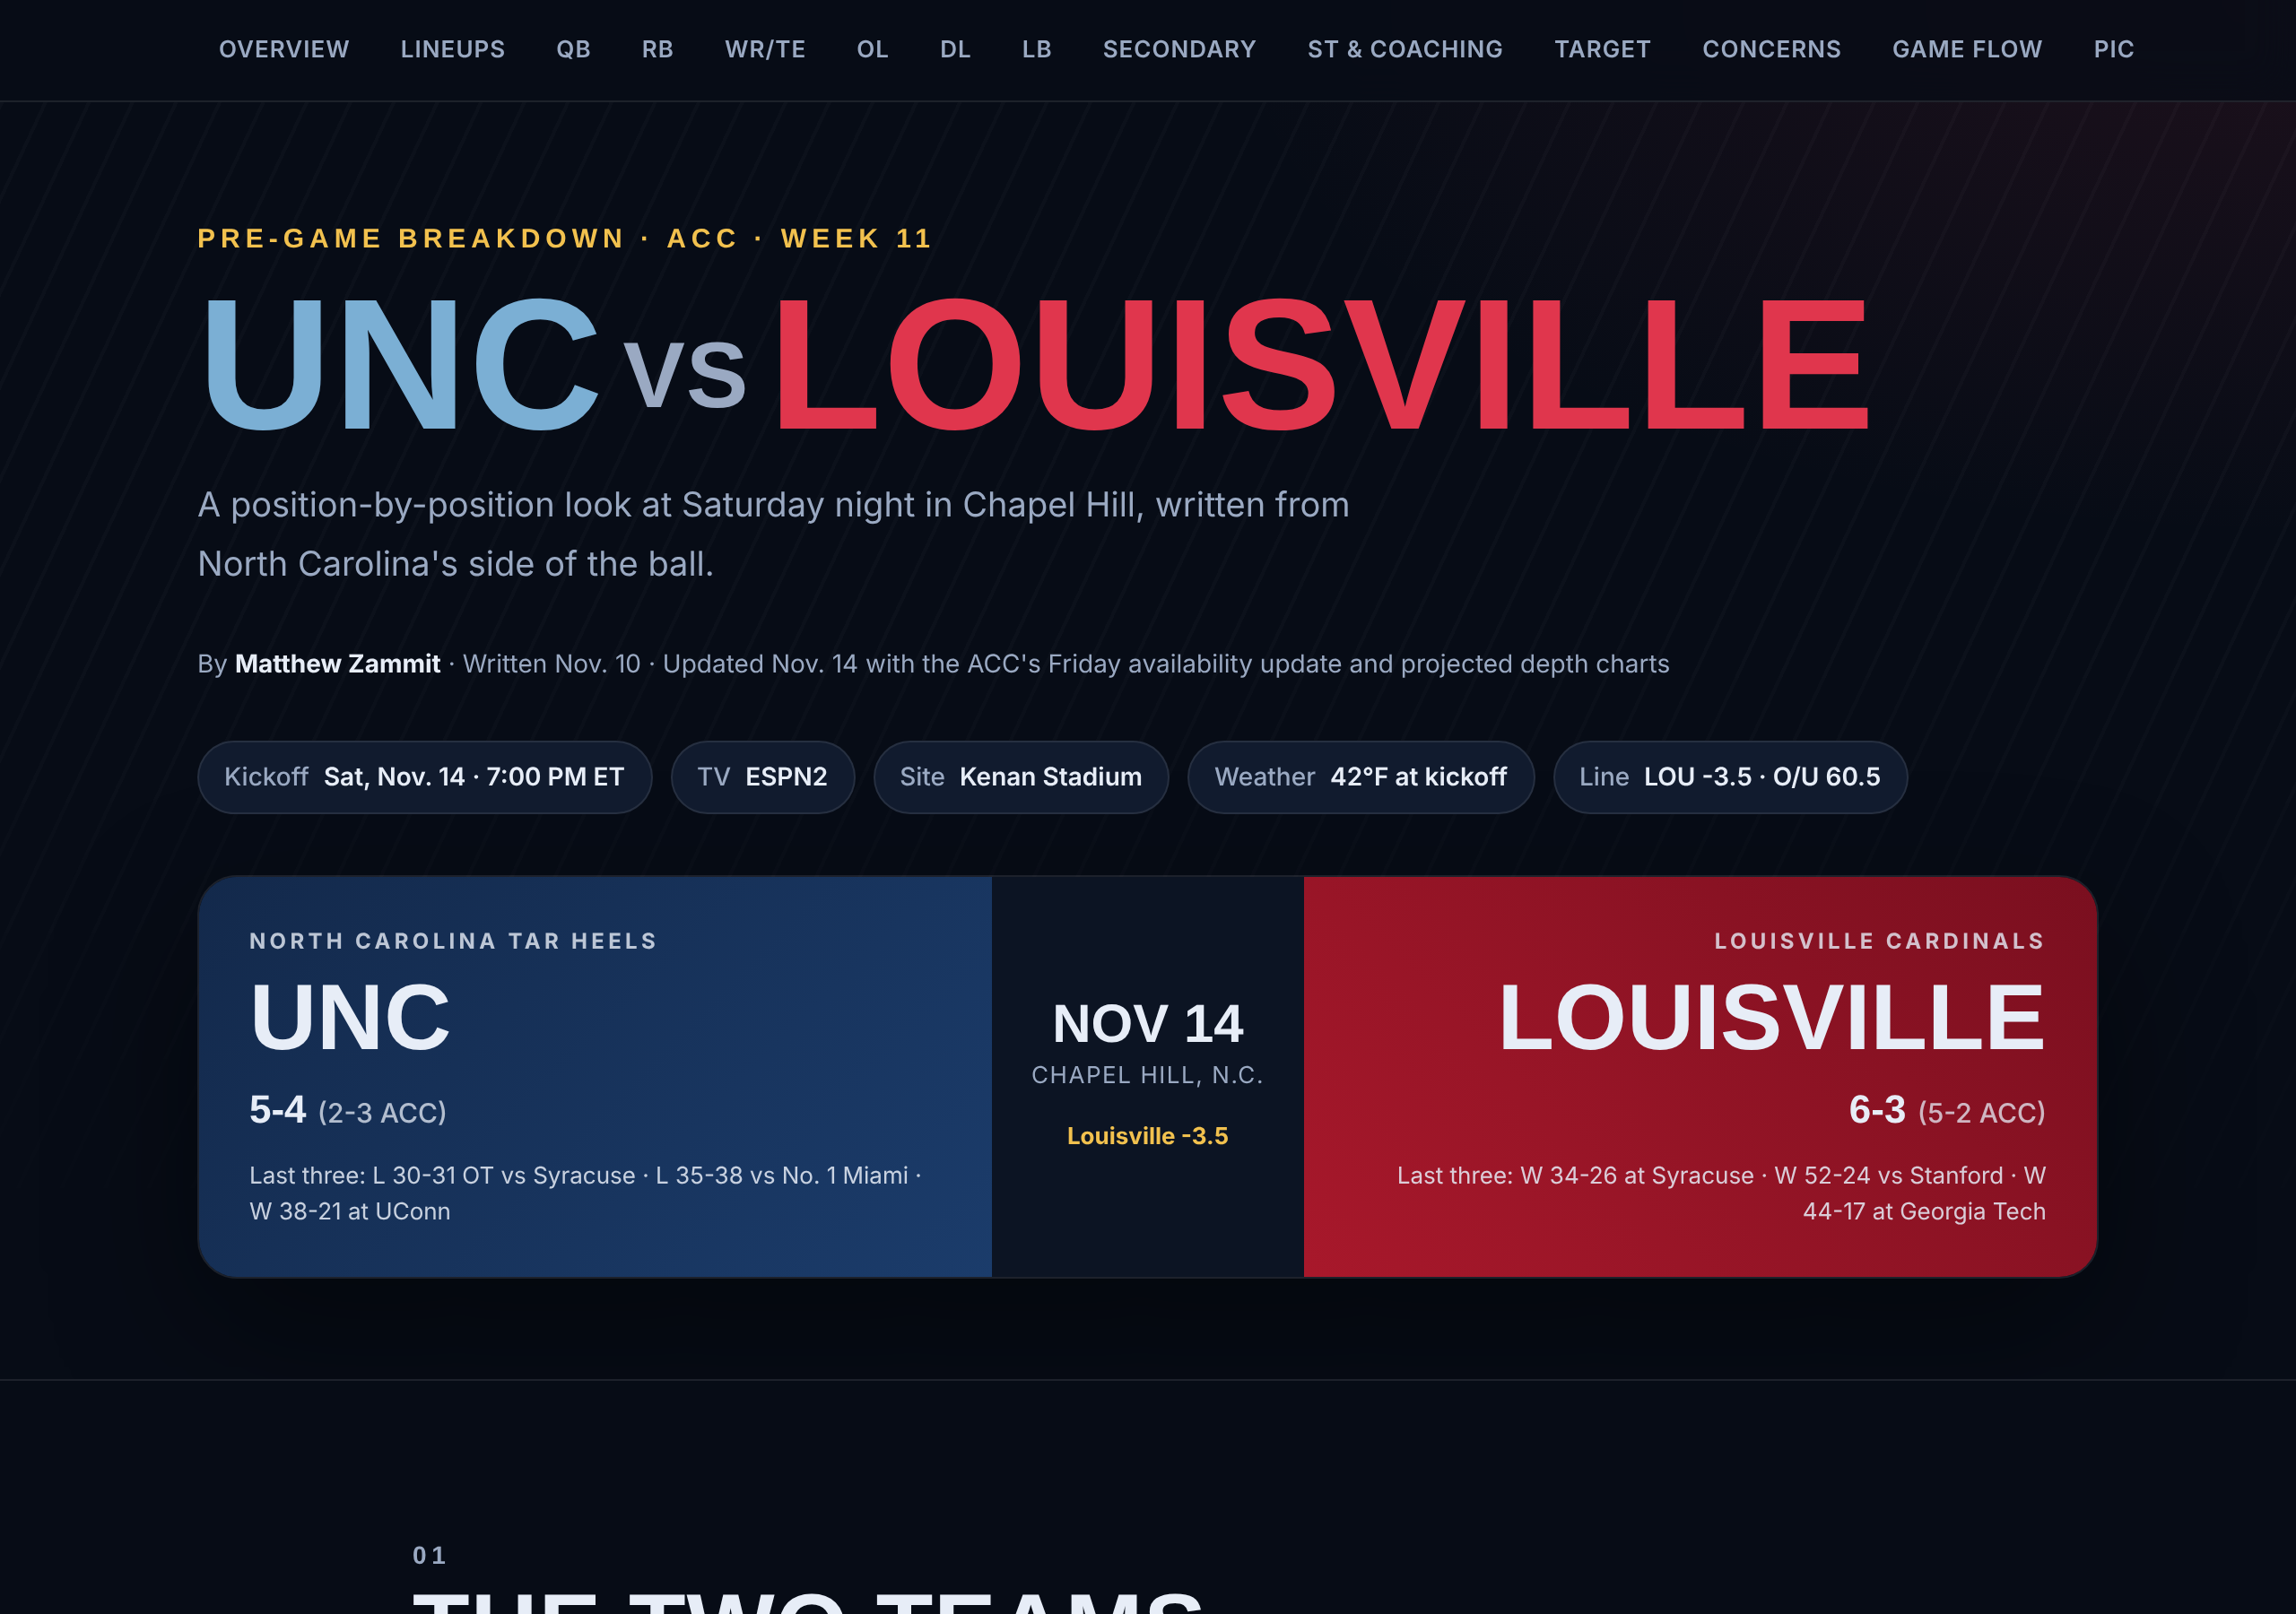 OVERVIEW LINEUPS QB RB WR/TE OL DL LB SECONDARY ST & COACHING TARGET CONCERNS GAME FLOW PIC
PRE-GAME BREAKDOWN · ACC · WEEK 11
UNC VS LOUISVILLE
A position-by-position look at Saturday night in Chapel Hill, written from
North Carolina's side of the ball.
By Matthew Zammit · Written Nov. 10 · Updated Nov. 14 with the ACC's Friday availability update and projected depth charts
Kickoff Sat, Nov. 14 · 7:00 PM ET TV ESPN2 Site Kenan Stadium Weather 42°F at kickoff Line LOU -3.5 · O/U 60.5
NORTH CAROLINA TAR HEELS
UNC
5-4 (2-3 ACC)
Last three: L 30-31 OT vs Syracuse · L 35-38 vs No. 1 Miami ·
W 38-21 at UConn
NOV 14
CHAPEL HILL, N.C.
Louisville -3.5
LOUISVILLE CARDINALS
LOUISVILLE
6-3 (5-2 ACC)
Last three: W 34-26 at Syracuse · W 52-24 vs Stanford · W
44-17 at Georgia Tech
01
THE TWO TEAMS